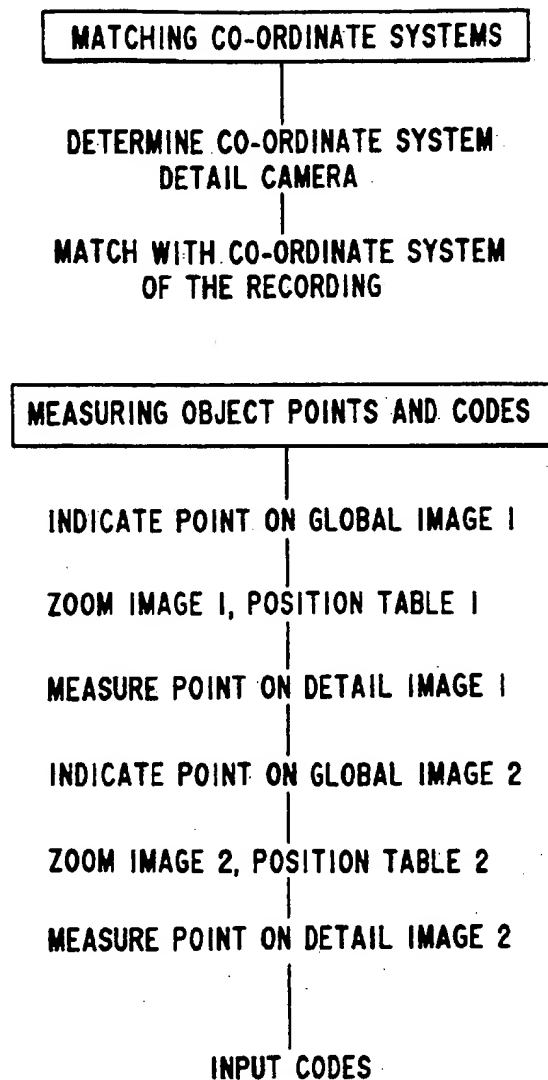 MATCHING CO-ORDINATE SYSTEMS
DETERMINE CO-ORDINATE SYSTEM
DETAIL CAMERA
MATCH WITH CO-ORDINATE SYSTEM
OF THE RECORDING
MEASURING OBJECT POINTS AND CODES
INDICATE POINT ON GLOBAL IMAGE 1
ZOOM IMAGE 1, POSITION TABLE 1
MEASURE POINT ON DETAIL IMAGE 1
INDICATE POINT ON GLOBAL IMAGE 2
ZOOM IMAGE 2, POSITION TABLE 2
MEASURE POINT ON DETAIL IMAGE 2
INPUT CODES